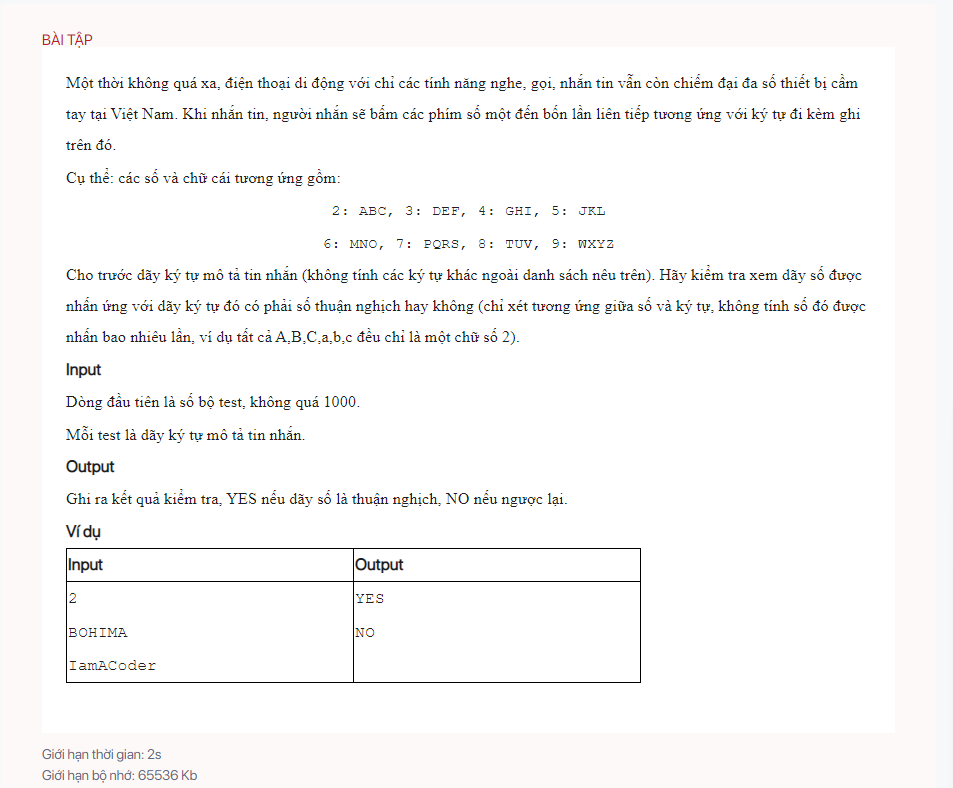 BÀI TẬP
Một thời không quá xa, điện thoại di động với chỉ các tính năng nghe, gọi, nhắn tin vẫn còn chiếm đại đa số thiết bị cầm
tay tại Việt Nam. Khi nhắn tin, người nhắn sẽ bấm các phím số một đến bốn lần liên tiếp tương ứng với ký tự đi kèm ghi
trên đó.
Cụ thể: các số và chữ cái tương ứng gồm:
2: ABC, 3: DEF, 4: GHI, 5: JKL
6: MNO, 7: PQRS, 8: TUV, 9: WXYZ
Cho trước dãy ký tự mô tả tin nhắn (không tính các ký tự khác ngoài danh sách nêu trên). Hãy kiểm tra xem dãy số được
nhấn ứng với dãy ký tự đó có phải số thuận nghịch hay không (chỉ xét tương ứng giữa số và ký tự, không tính số đó được
nhấn bao nhiêu lần, ví dụ tất cả A,B,C,a,b,c đều chỉ là một chữ số 2).
Input
Dòng đầu tiên là số bộ test, không quá 1000.
Mỗi test là dãy ký tự mô tả tin nhắn.
Output
Ghi ra kết quả kiểm tra, YES nếu dãy số là thuận nghịch, NO nếu ngược lại.
Ví dụ
Input Output
2 YES
BOHIMA NO
IamACoder
Giới hạn thời gian: 2s
Giới hạn bộ nhớ: 65536 Kb